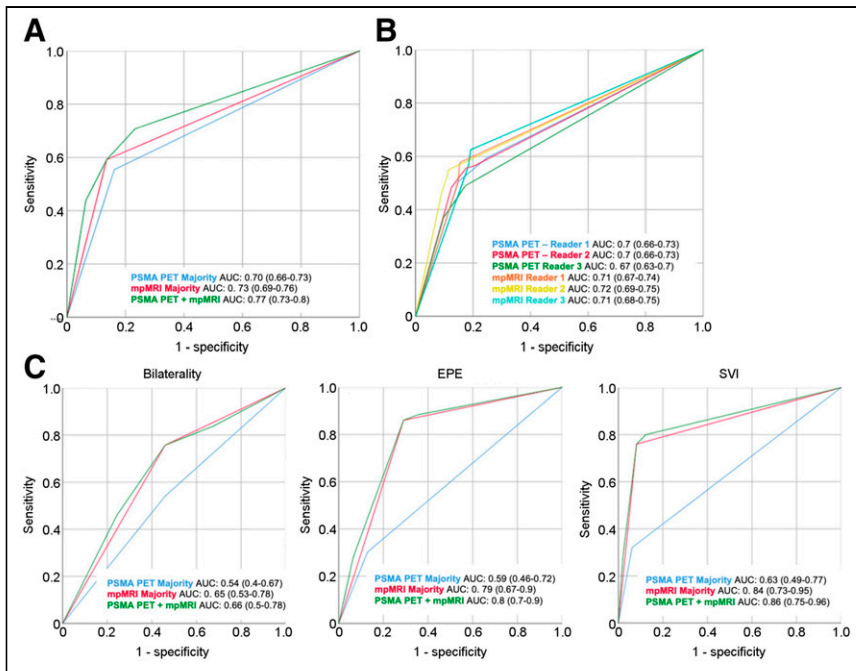 A
B
1.0
0.8
0.6
0.4
0.2
0
0
0.2
0.4
0.6
0.8
1.0
Sensitivity
1 - specificity
PSMA PET Majority AUC: 0.70 (0.66-0.73)
mpMRI Majority AUC: 0.73 (0.69-0.76)
PSMA PET + mpMRI AUC: 0.77 (0.73-0.8)
1.0
0.8
0.6
0.4
0.2
0.0
0.0
0.2
0.4
0.6
0.8
1.0
Sensitivity
1 - specificity
PSMA PET – Reader 1 AUC: 0.7 (0.66-0.73)
PSMA PET – Reader 2 AUC: 0.7 (0.66-0.73)
PSMA PET Reader 3 AUC: 0. 67 (0.63-0.7)
mpMRI Reader 1 AUC: 0.71 (0.67-0.74)
mpMRI Reader 2 AUC: 0.72 (0.69-0.75)
mpMRI Reader 3 AUC: 0.71 (0.68-0.75)
C
Bilaterality
1.0
0.8
0.6
0.4
0.2
0
0
0.2
0.4
0.6
0.8
1.0
Sensitivity
1 - specificity
PSMA PET Majority AUC: 0.54 (0.4-0.67)
mpMRI Majority AUC: 0.65 (0.53-0.78)
PSMA PET + mpMRI AUC: 0.66 (0.5-0.78)
EPE
1.0
0.8
0.6
0.4
0.2
0
0
0.2
0.4
0.6
0.8
1.0
Sensitivity
1 - specificity
PSMA PET Majority AUC: 0.59 (0.46-0.72)
mpMRI Majority AUC: 0. 79 (0.67-0.9)
PSMA PET + mpMRI AUC: 0.8 (0.7-0.9)
SVI
1.0
0.8
0.6
0.4
0.2
0
0
0.2
0.4
0.6
0.8
1.0
Sensitivity
1 - specificity
PSMA PET Majority AUC: 0.63 (0.49-0.77)
mpMRI Majority AUC: 0. 84 (0.73-0.95)
PSMA PET + mpMRI AUC: 0.86 (0.75-0.96)